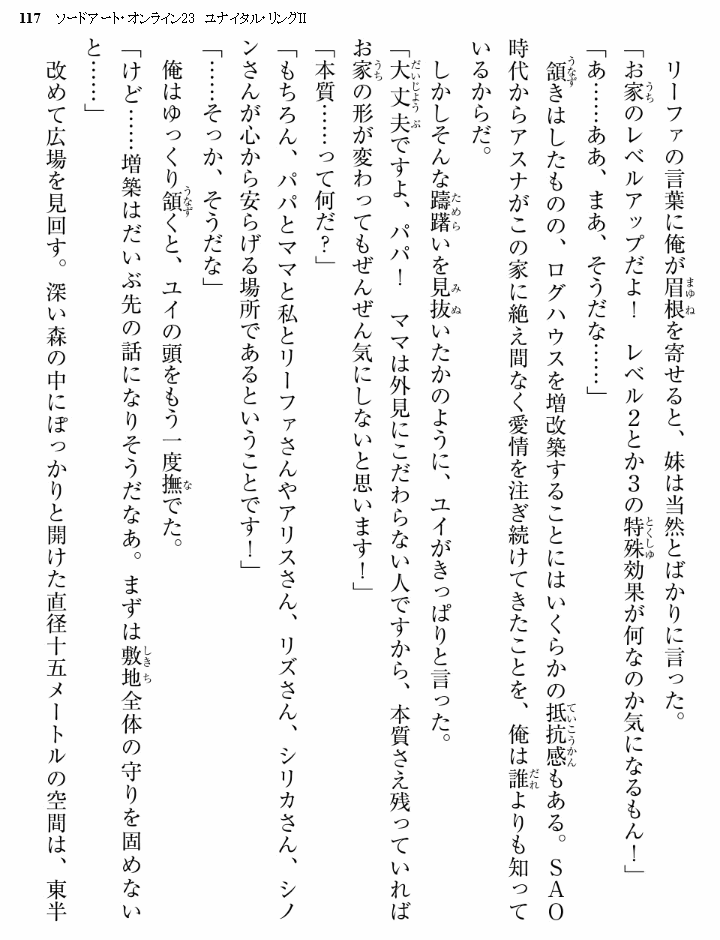 117 ソードアート・オンライン23 ユナイタル・リングⅡ
リーファの言葉に俺が眉根を寄せると、妹は当然とばかりに言った。
「お家のレベルアップだよ！ レベル２とか３の特殊効果が何なのか気になるもん！」
「あ……ああ、まあ、そうだな……」
頷きはしたものの、ログハウスを増改築することにはいくらかの抵抗感もある。ＳＡＯ
時代からアスナがこの家に絶え間なく愛情を注ぎ続けてきたことを、俺は誰よりも知って
いるからだ。
しかしそんな躊躇いを見抜いたかのように、ユイがきっぱりと言った。
「大丈夫ですよ、パパ！ ママは外見にこだわらない人ですから、本質さえ残っていれば
お家の形が変わってもぜんぜん気にしないと思います！」
「本質……って何だ？」
「もちろん、パパとママと私とリーファさんやアリスさん、リズさん、シリカさん、シノ
ンさんが心から安らげる場所であるということです！」
「……そっか、そうだな」
俺はゆっくり頷くと、ユイの頭をもう一度撫でた。
「けど……増築はだいぶ先の話になりそうだなあ。まずは敷地全体の守りを固めない
と……」
改めて広場を見回す。深い森の中にぽっかりと開けた直径十五メートルの空間は、東半